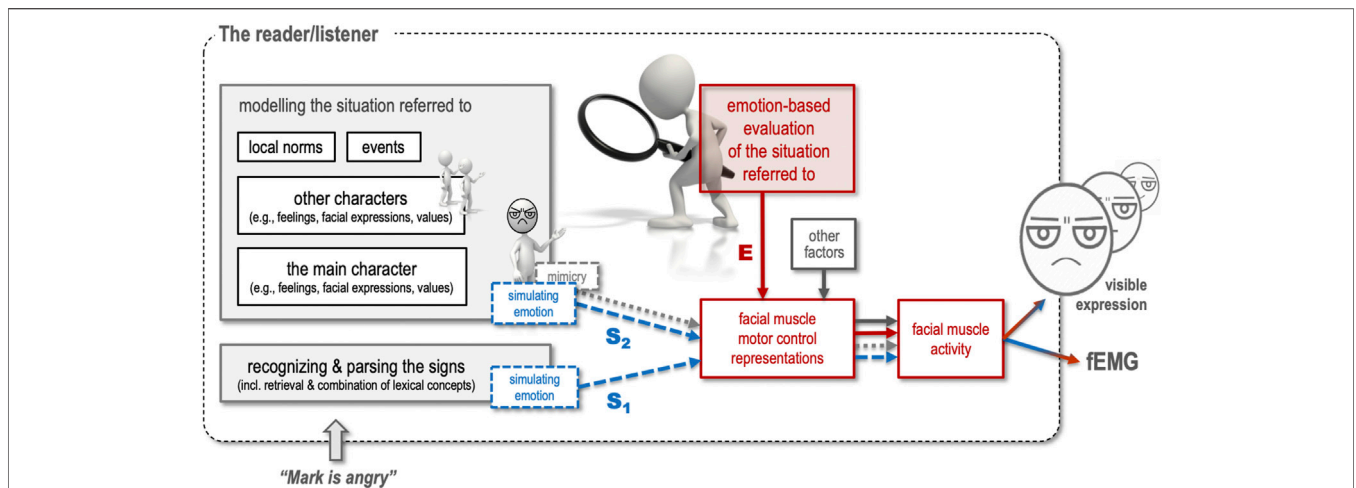 The reader/listener
modelling the situation referred to
local norms
events
other characters
(e.g., feelings, facial expressions, values)
the main character
(e.g., feelings, facial expressions, values)
mimicry
simulating
emotion
S₂
recognizing & parsing the signs
(incl. retrieval & combination of lexical concepts)
simulating
emotion
S₁
“Mark is angry”
emotion-based
evaluation
of the situation
referred to
E
other
factors
facial muscle
motor control
representations
facial muscle
activity
visible
expression
fEMG